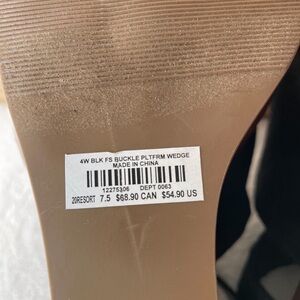 4W BLK FS BUCKLE PLTFRM WEDGE
MADE IN CHINA
12275306 DEPT 0063
20RESORT 7.5 $68.90 CAN $54.90 US